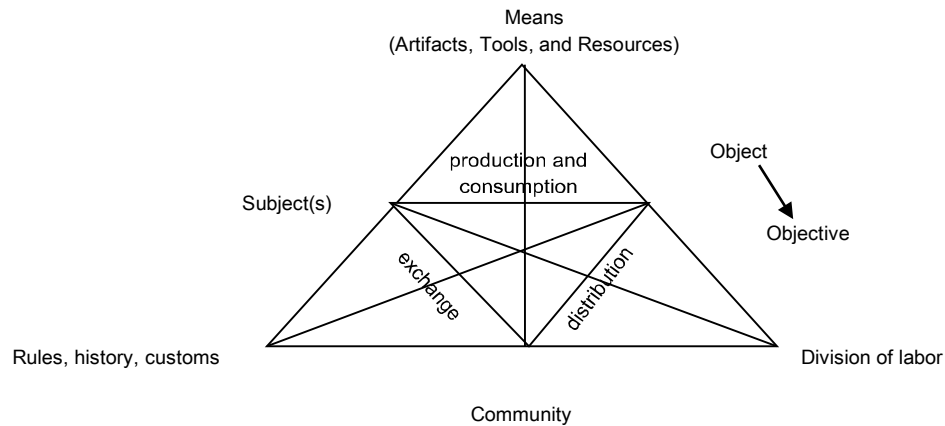 Means
(Artifacts, Tools, and Resources)
production and
consumption
Object
Subject(s)
Objective
exchange
distribution
Rules, history, customs
Division of labor
Community